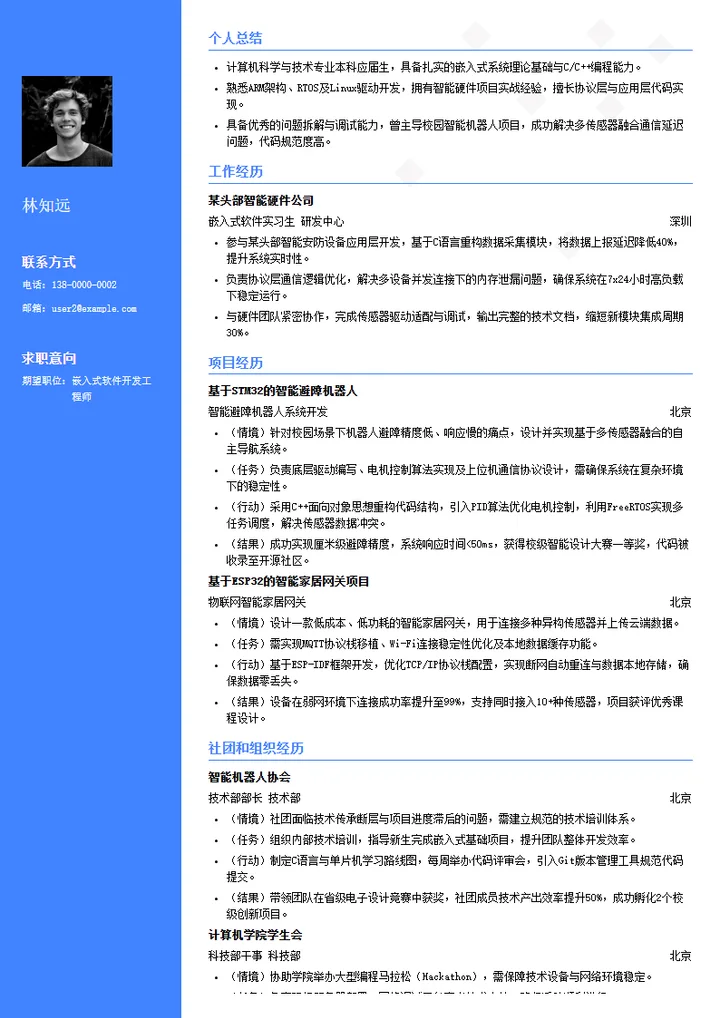 林知远
联系方式
电话：138-0000-0002
邮箱：user2@example.com
求职意向
期望职位：嵌入式软件开发工
程师
个人总结
• 计算机科学与技术专业本科应届生，具备扎实的嵌入式系统理论基础与C/C++编程能力。
• 熟悉ARM架构、RTOS及Linux驱动开发，拥有智能硬件项目实战经验，擅长协议层与应用层代码实
现。
• 具备优秀的问题拆解与调试能力，曾主导校园智能机器人项目，成功解决多传感器融合通信延迟
问题，代码规范度高。
工作经历
某头部智能硬件公司
嵌入式软件实习生 研发中心 深圳
• 参与某头部智能安防设备应用层开发，基于C语言重构数据采集模块，将数据上报延迟降低40%，
提升系统实时性。
• 负责协议层通信逻辑优化，解决多设备并发连接下的内存泄漏问题，确保系统在7x24小时高负载
下稳定运行。
• 与硬件团队紧密协作，完成传感器驱动适配与调试，输出完整的技术文档，缩短新模块集成周期
30%。
项目经历
基于STM32的智能避障机器人
智能避障机器人系统开发 北京
• （情境）针对校园场景下机器人避障精度低、响应慢的痛点，设计并实现基于多传感器融合的自
主导航系统。
• （任务）负责底层驱动编写、电机控制算法实现及上位机通信协议设计，需确保系统在复杂环境
下的稳定性。
• （行动）采用C++面向对象思想重构代码结构，引入PID算法优化电机控制，利用FreeRTOS实现多
任务调度，解决传感器数据冲突。
• （结果）成功实现厘米级避障精度，系统响应时间<50ms，获得校级智能设计大赛一等奖，代码被
收录至开源社区。
基于ESP32的智能家居网关项目
物联网智能家居网关 北京
• （情境）设计一款低成本、低功耗的智能家居网关，用于连接多种异构传感器并上传云端数据。
• （任务）需实现MQTT协议栈移植、Wi-Fi连接稳定性优化及本地数据缓存功能。
• （行动）基于ESP-IDF框架开发，优化TCP/IP协议栈配置，实现断网自动重连与数据本地存储，确
保数据零丢失。
• （结果）设备在弱网环境下连接成功率提升至99%，支持同时接入10+种传感器，项目获评优秀课
程设计。
社团和组织经历
智能机器人协会
技术部部长 技术部 北京
• （情境）社团面临技术传承断层与项目进度滞后的问题，需建立规范的技术培训体系。
• （任务）组织内部技术培训，指导新生完成嵌入式基础项目，提升团队整体开发效率。
• （行动）制定C语言与单片机学习路线图，每周举办代码评审会，引入Git版本管理工具规范代码
提交。
• （结果）带领团队在省级电子设计竞赛中获奖，社团成员技术产出效率提升50%，成功孵化2个校
级创新项目。
计算机学院学生会
科技部干事 科技部 北京
• （情境）协助学院举办大型编程马拉松（Hackathon），需保障技术设备与网络环境稳定。